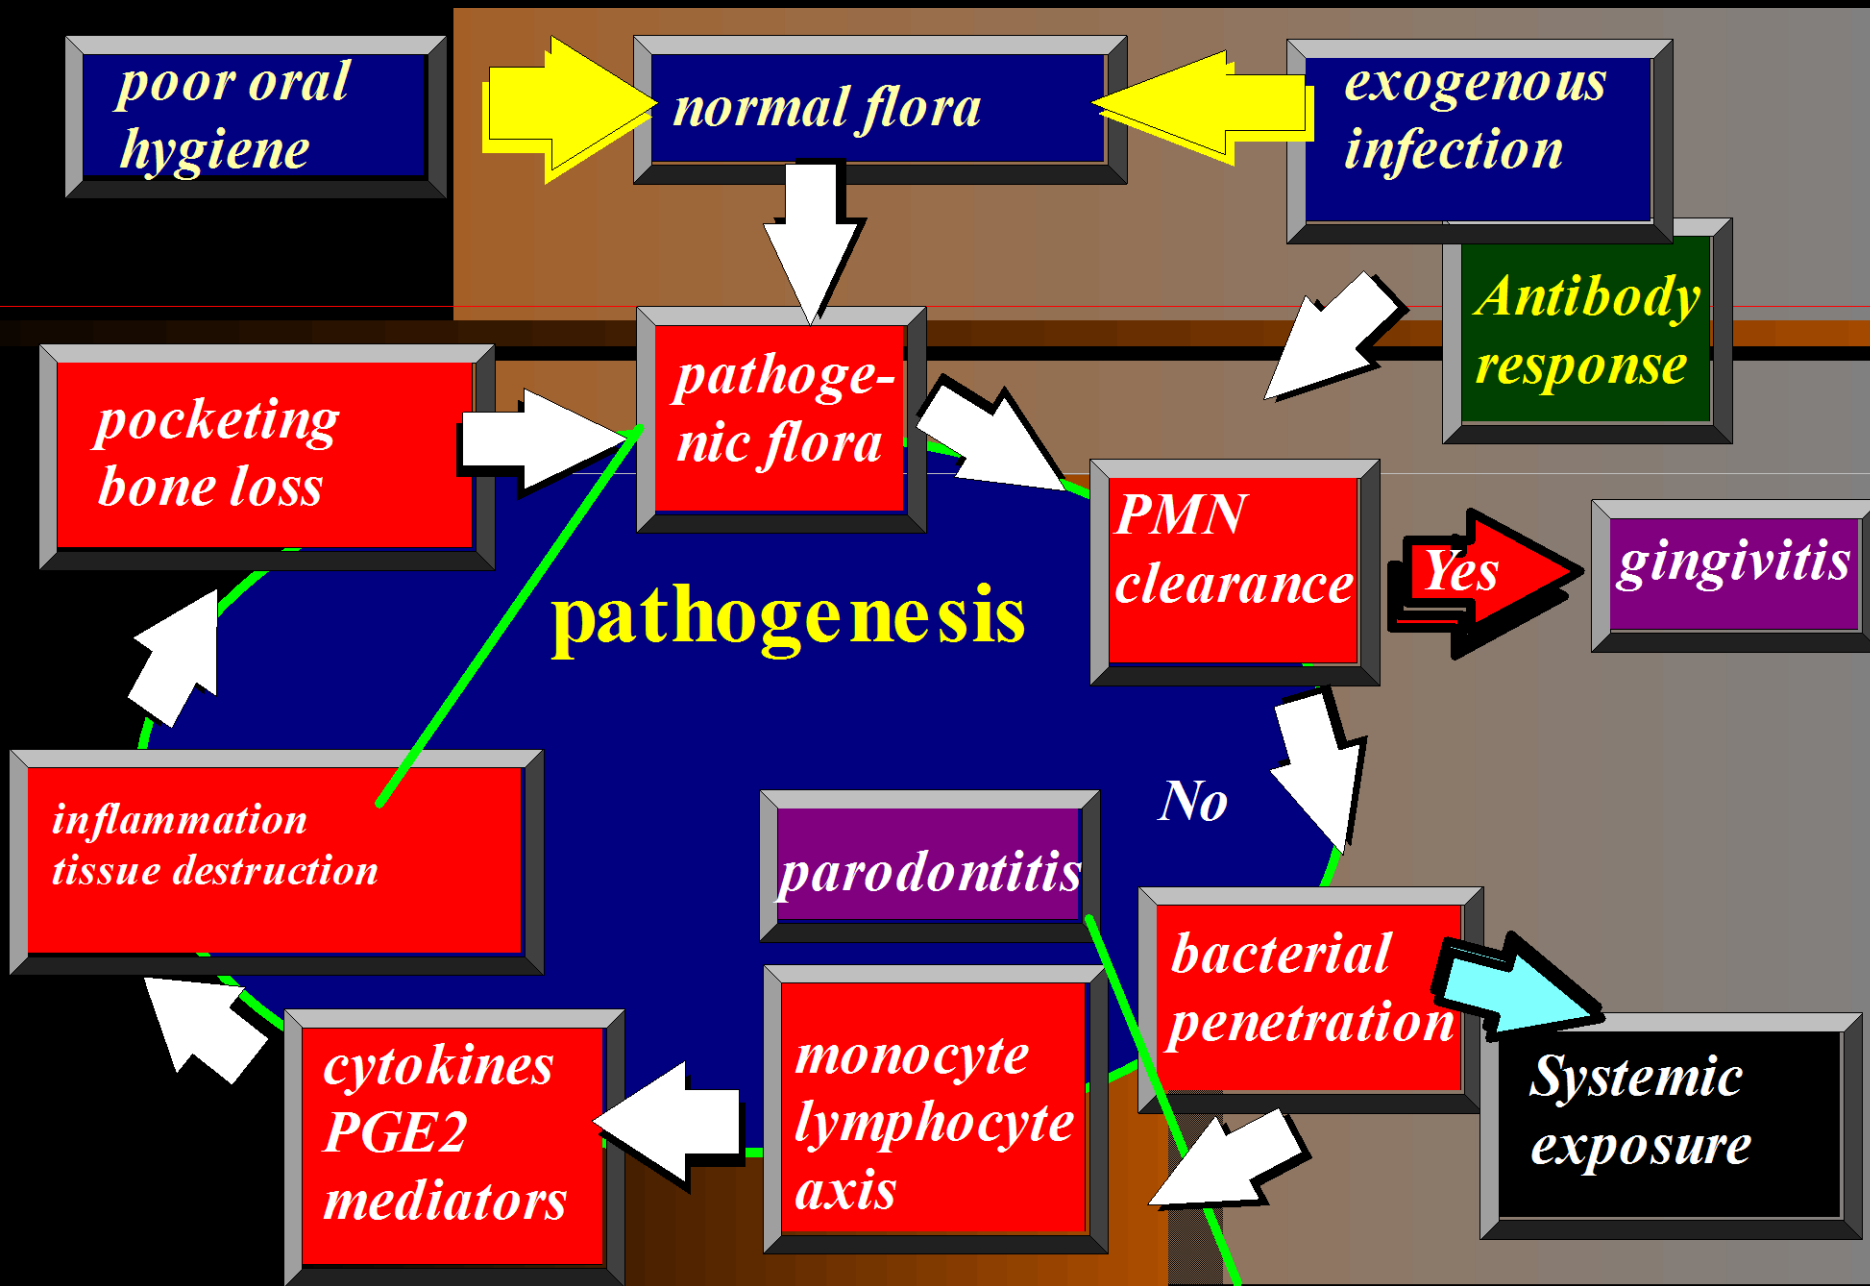 poor oral
hygiene
normal flora
exogenous
infection
Antibody
response
pocketing
bone loss
pathoge-
nic flora
PMN
clearance
Yes
gingivitis
pathogenesis
No
inflammation
tissue destruction
parodontitis
bacterial
penetration
Systemic
exposure
monocyte
lymphocyte
axis
cytokines
PGE2
mediators